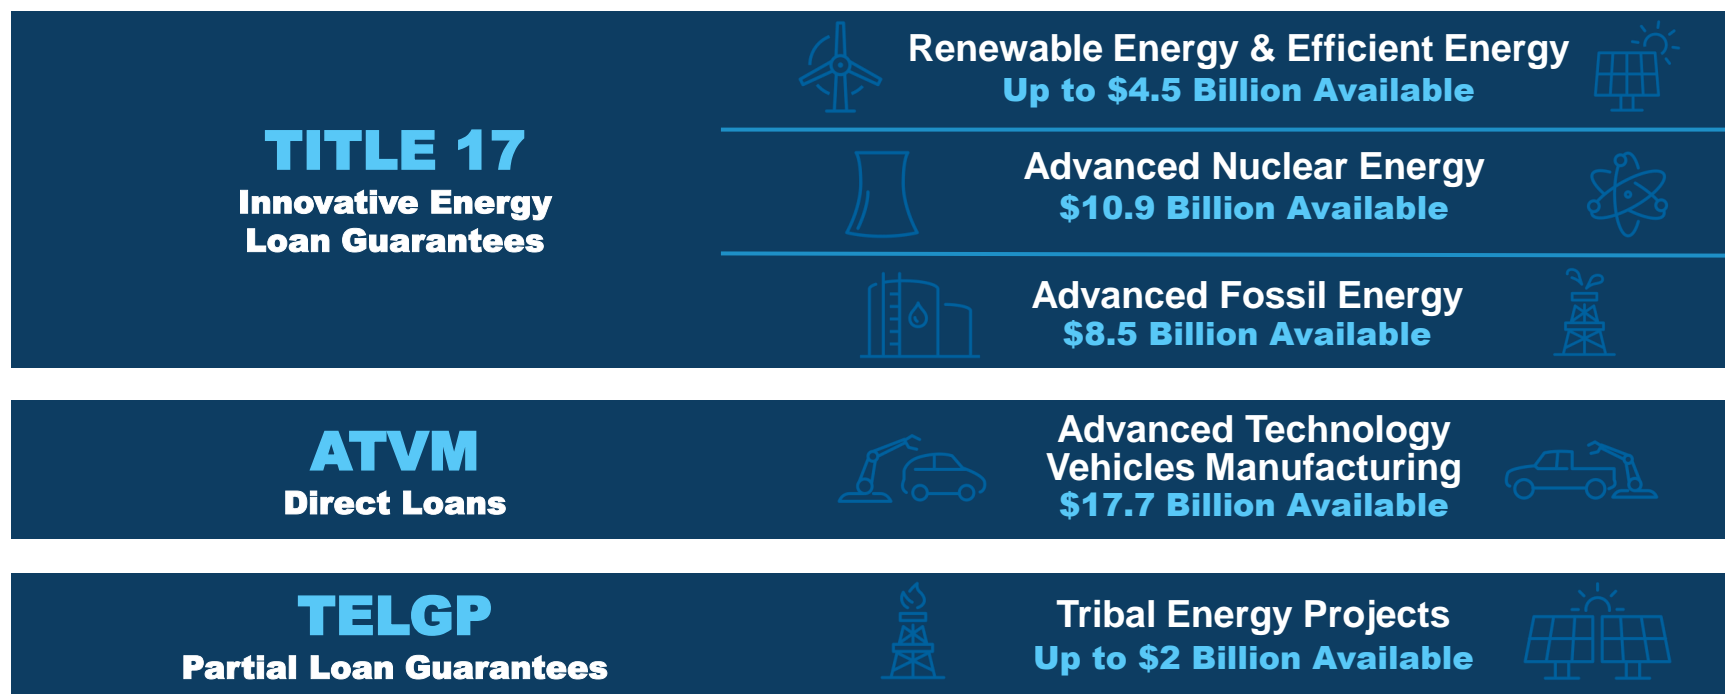 TITLE 17
Innovative Energy
Loan Guarantees
Renewable Energy & Efficient Energy
Up to $4.5 Billion Available
Advanced Nuclear Energy
$10.9 Billion Available
Advanced Fossil Energy
$8.5 Billion Available
ATVM
Direct Loans
Advanced Technology
Vehicles Manufacturing
$17.7 Billion Available
TELGP
Partial Loan Guarantees
Tribal Energy Projects
Up to $2 Billion Available